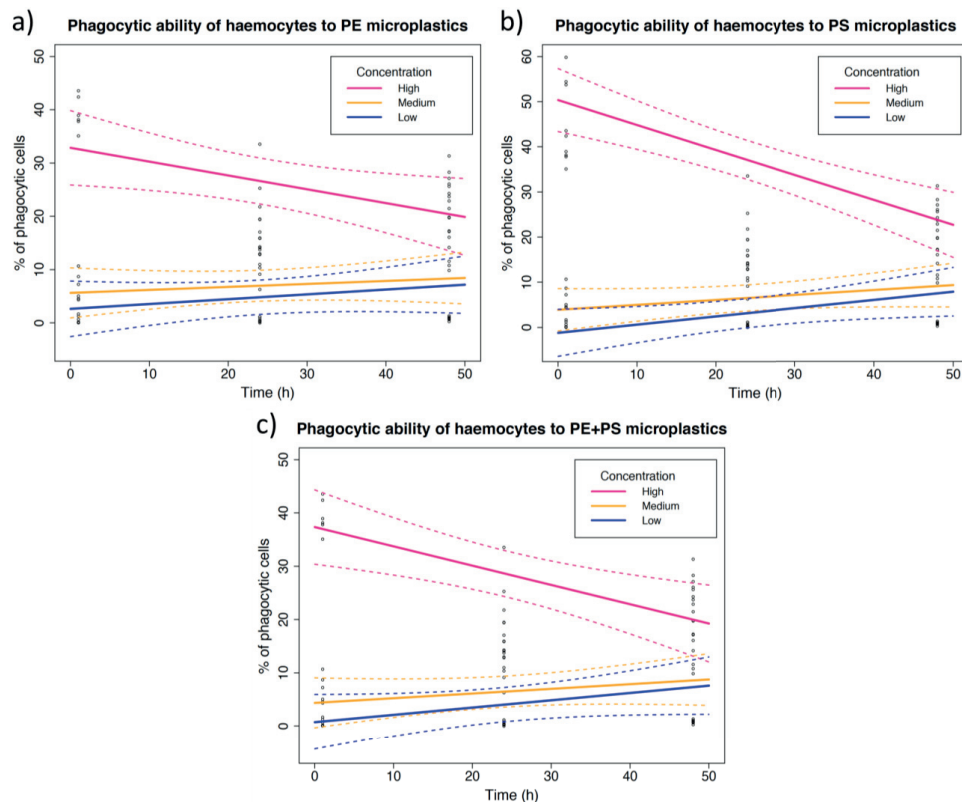 a) Phagocytic ability of haemocytes to PE microplastics
50
40
30
20
10
0
% of phagocytic cells
Concentration
High
Medium
Low
0 10 20 30 40 50
Time (h)
b) Phagocytic ability of haemocytes to PS microplastics
60
50
40
30
20
10
0
% of phagocytic cells
Concentration
High
Medium
Low
0 10 20 30 40 50
Time (h)
c) Phagocytic ability of haemocytes to PE+PS microplastics
50
40
30
20
10
0
% of phagocytic cells
Concentration
High
Medium
Low
0 10 20 30 40 50
Time (h)